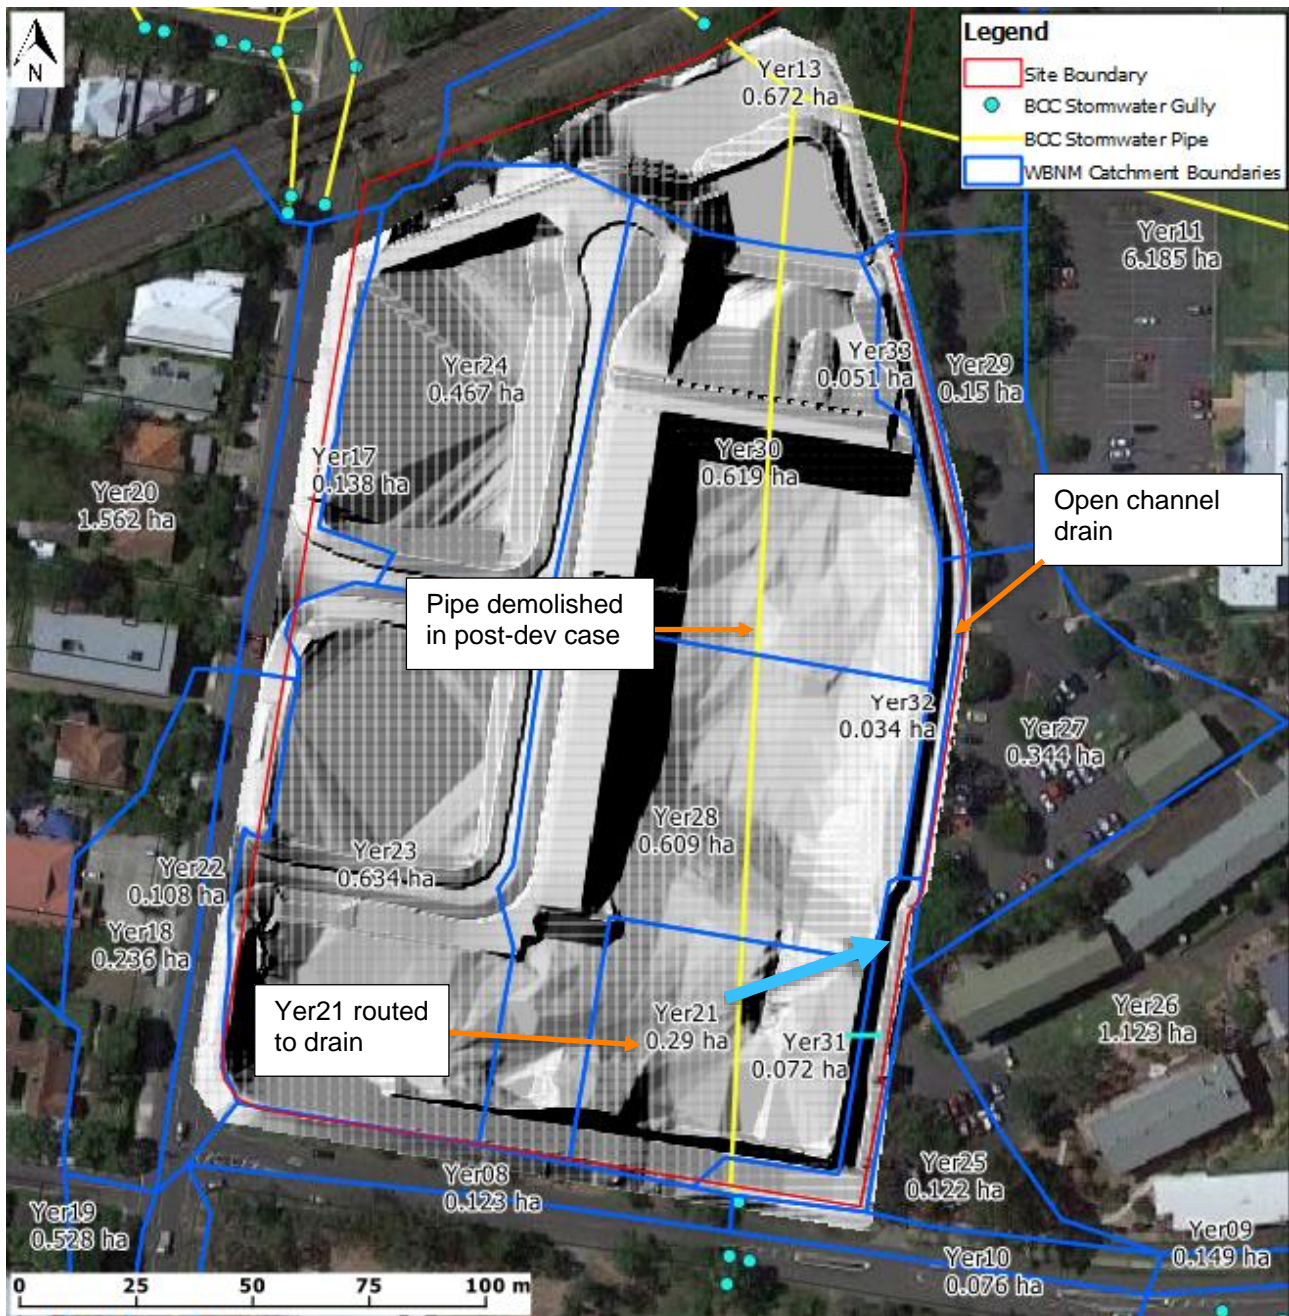 N
Legend
Site Boundary
BCC Stormwater Gully
BCC Stormwater Pipe
WBNM Catchment Boundaries
Yer13
0.672 ha
Yer11
6.185 ha
Yer24
0.467 ha
Yer33
0.051 ha
Yer29
0.15 ha
Yer17
0.138 ha
Yer30
0.619 ha
Yer20
1.562 ha
Open channel
drain
Pipe demolished
in post-dev case
Yer32
0.034 ha
Yer27
0.344 ha
Yer28
0.609 ha
Yer23
0.634 ha
Yer22
0.108 ha
Yer18
0.236 ha
Yer21 routed
to drain
Yer21
0.29 ha
Yer31
0.072 ha
Yer26
1.123 ha
Yer08
0.123 ha
Yer25
0.122 ha
Yer19
0.528 ha
Yer09
0.149 ha
Yer10
0.076 ha
0 25 50 75 100 m